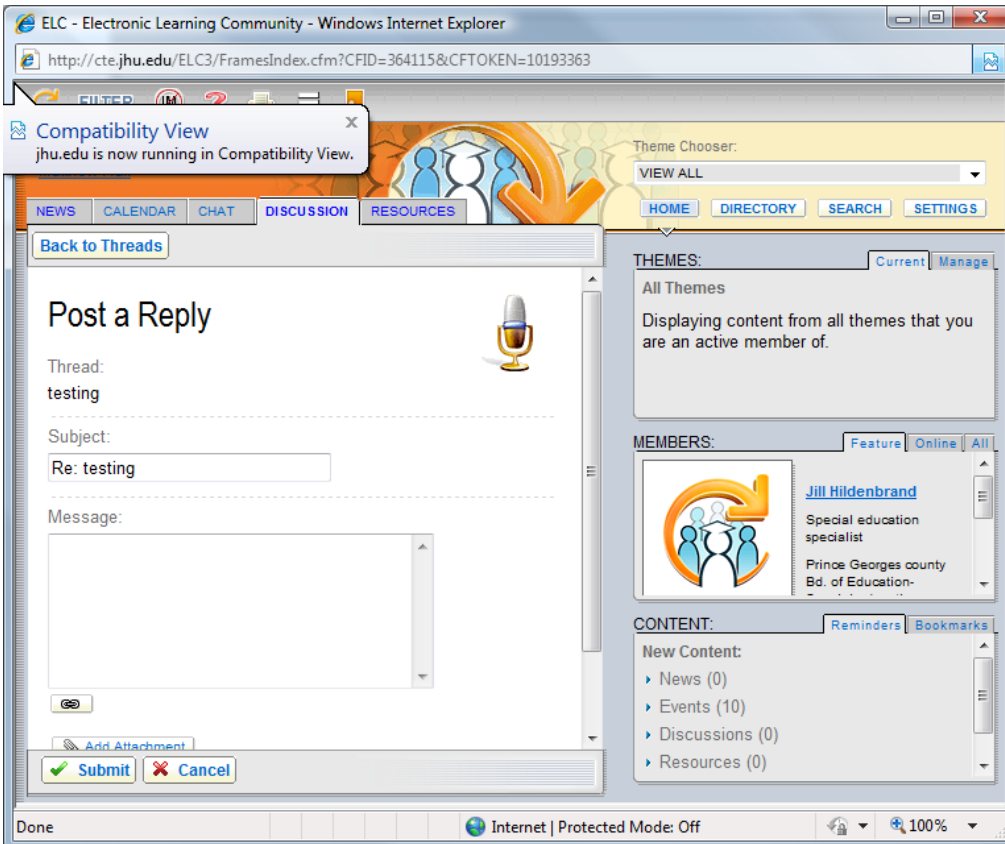 ELC - Electronic Learning Community - Windows Internet Explorer
http://cte.jhu.edu/ELC3/FramesIndex.cfm?CFID=364115&CFTOKEN=10193363
FILTER IM ?
Compatibility View x
jhu.edu is now running in Compatibility View.
Theme Chooser:
VIEW ALL
NEWS CALENDAR CHAT DISCUSSION RESOURCES
HOME DIRECTORY SEARCH SETTINGS
Back to Threads
Post a Reply
Thread:
testing
Subject:
Re: testing
Message:
Add Attachment
Submit Cancel
THEMES: Current Manage
All Themes
Displaying content from all themes that you
are an active member of.
MEMBERS: Feature Online All
Jill Hildenbrand
Special education
specialist
Prince Georges county
Bd. of Education-
CONTENT: Reminders Bookmarks
New Content:
News (0)
Events (10)
Discussions (0)
Resources (0)
Done Internet | Protected Mode: Off 100%